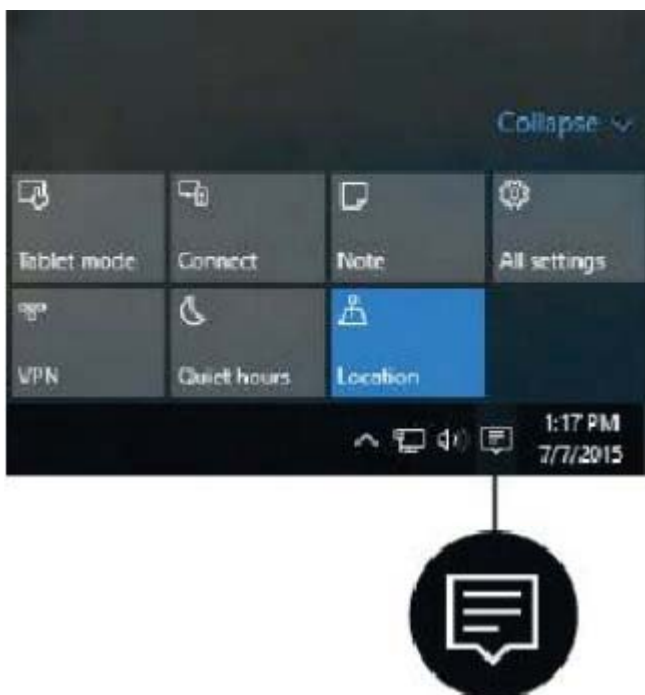 Collapse
Tablet mode Connect Note All settings
VPN Quiet hours Location
1:17 PM
7/7/2015